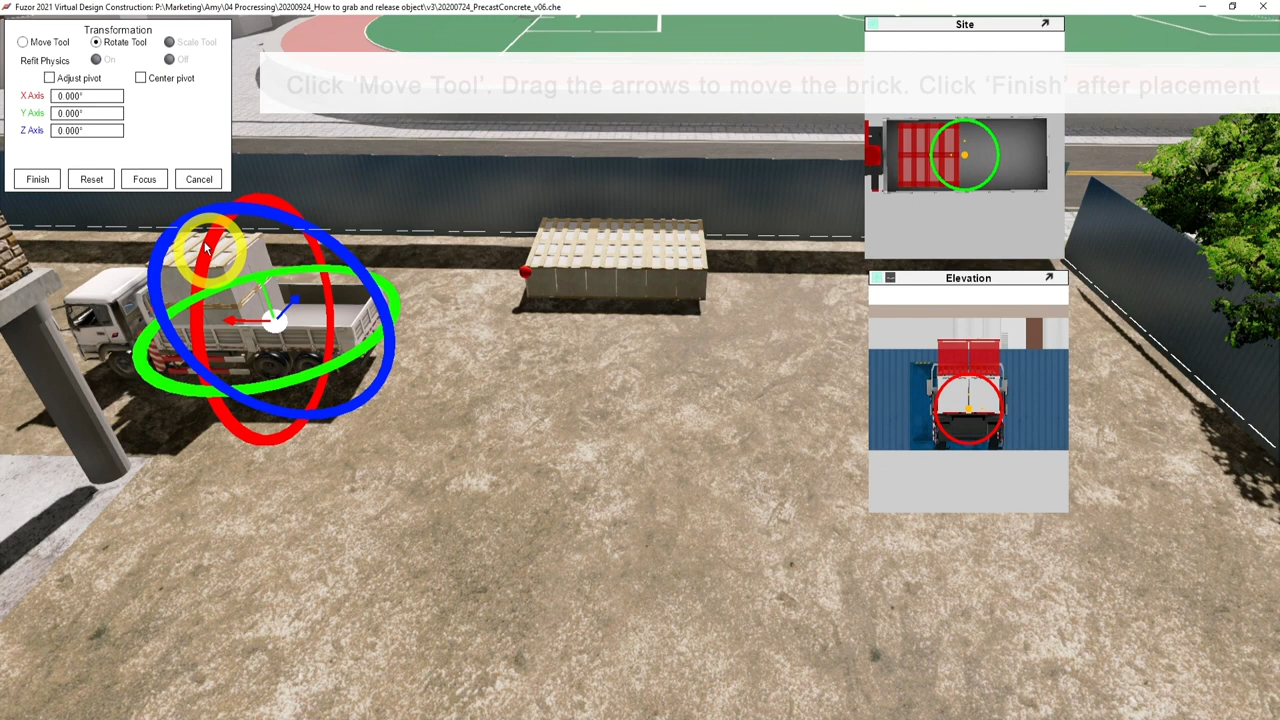 Fuzor 2021 Virtual Design Construction: P:\Marketing\Amy\04 Procressing\20200924_How to grab and release object\v3\20200724_PrecastConcrete_v06.che
Transformation
Move Tool Rotate Tool Scale Tool
Refit Physics On Off
Adjust pivot Center pivot
X Axis 0.000°
Y Axis 0.000°
Z Axis 0.000°
Finish Reset Focus Cancel
Site
Click ‘Move Tool’. Drag the arrows to move the brick. Click ‘Finish’ after placement
Elevation